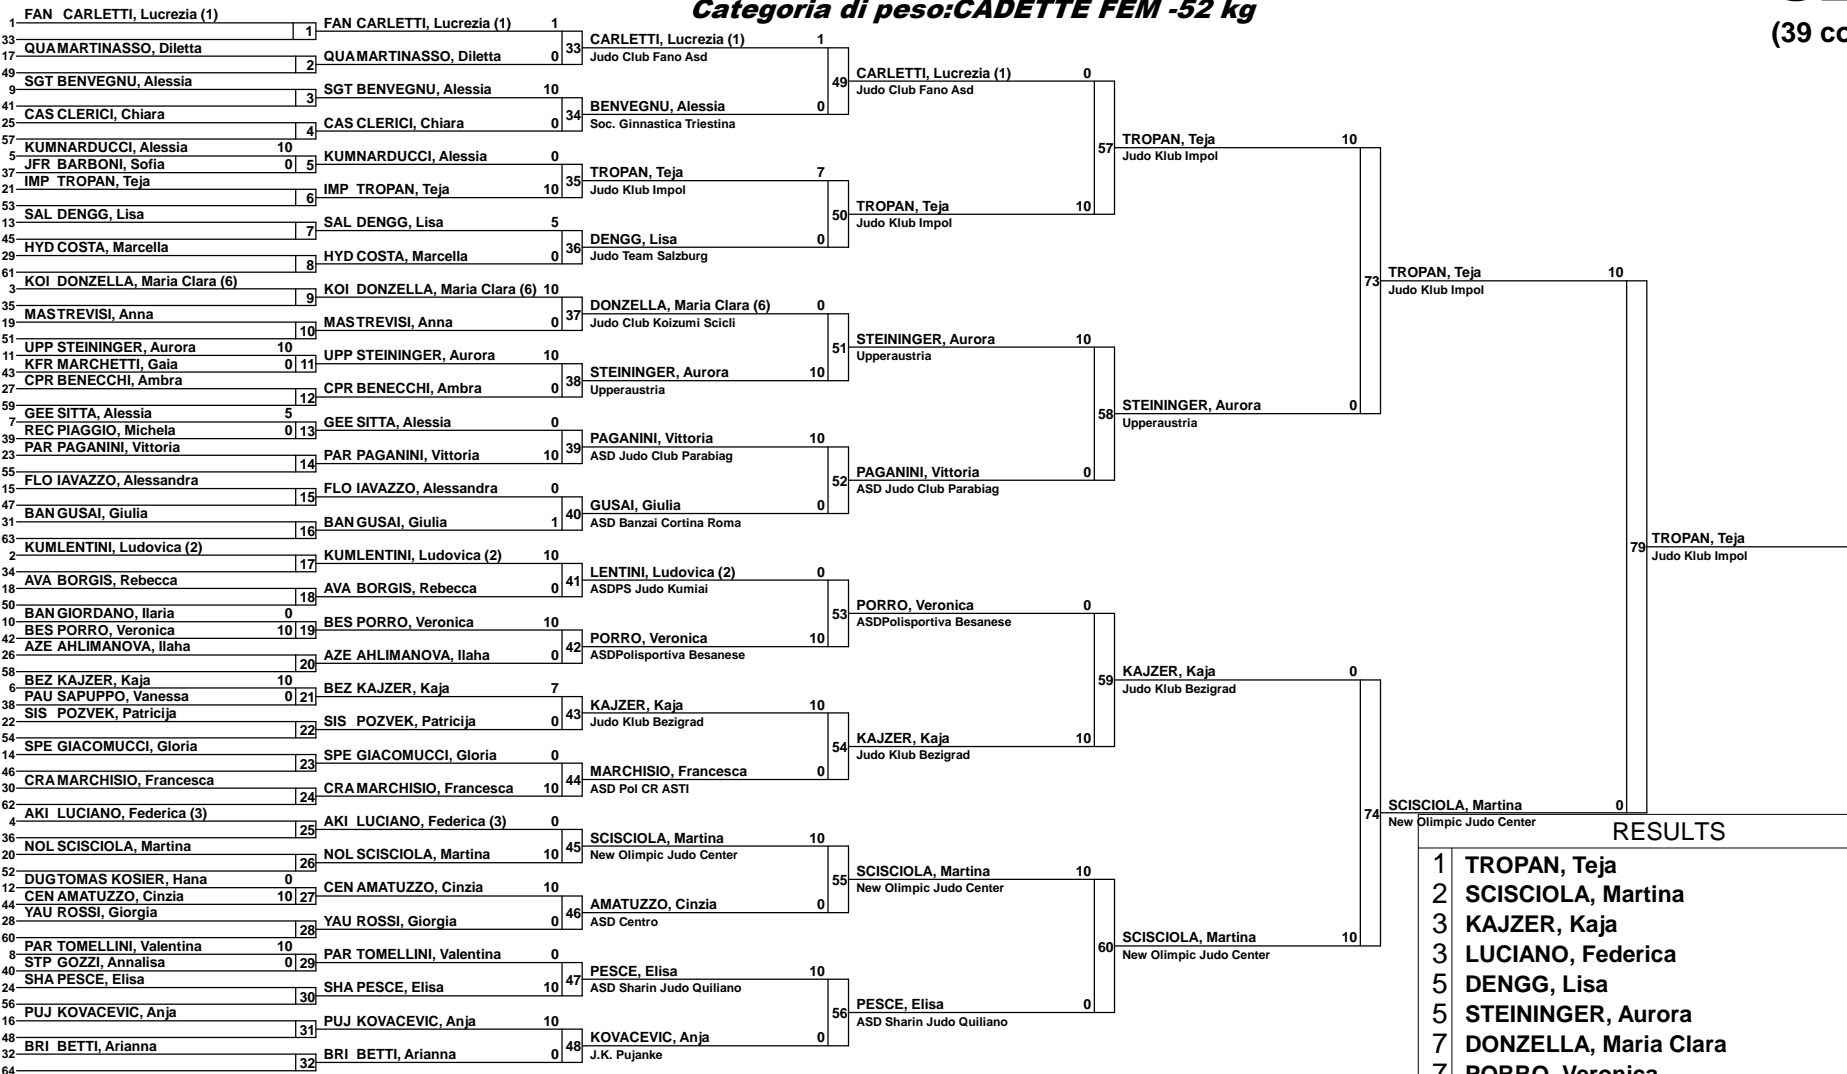 Categoria di peso:CADETTE FEM -52 kg
(39 co
1 FAN CARLETTI, Lucrezia (1)
33
1
17 QUA MARTINASSO, Diletta
49
2
9 SGT BENVEGNU, Alessia
41
3
25 CAS CLERICI, Chiara
57
4
5 KUMNARDUCCI, Alessia 10
37 JFR BARBONI, Sofia 0 5
21 IMP TROPAN, Teja
53
6
13 SAL DENGG, Lisa
45
7
29 HYD COSTA, Marcella
61
8
3 KOI DONZELLA, Maria Clara (6)
35
9
19 MAS TREVISI, Anna
51
10
11 UPP STEININGER, Aurora 10
43 KFR MARCHETTI, Gaia 0 11
27 CPR BENECCHI, Ambra
59
12
7 GEE SITTA, Alessia 5
39 REC PIAGGIO, Michela 0 13
23 PAR PAGANINI, Vittoria
55
14
15 FLO IAVAZZO, Alessandra
47
15
31 BAN GUSAI, Giulia
63
16
2 KUMLENTINI, Ludovica (2)
34
17
18 AVA BORGIS, Rebecca
50
18
10 BAN GIORDANO, Ilaria 0
42 BES PORRO, Veronica 10 19
26 AZE AHLIMANOVA, Ilaha
58
20
6 BEZ KAJZER, Kaja 10
38 PAU SAPUPPO, Vanessa 0 21
22 SIS POZVEK, Patricija
54
22
14 SPE GIACOMUCCI, Gloria
46
23
30 CRA MARCHISIO, Francesca
62
24
4 AKI LUCIANO, Federica (3)
36
25
20 NOL SCISCIOLA, Martina
52
26
12 DUG TOMAS KOSIER, Hana 0
44 CEN AMATUZZO, Cinzia 10 27
28 YAU ROSSI, Giorgia
60
28
8 PAR TOMELLINI, Valentina 10
40 STP GOZZI, Annalisa 0 29
24 SHA PESCE, Elisa
56
30
16 PUJ KOVACEVIC, Anja
48
31
32 BRI BETTI, Arianna
64
32
FAN CARLETTI, Lucrezia (1) 1
33
QUA MARTINASSO, Diletta 0
SGT BENVEGNU, Alessia 10
34
CAS CLERICI, Chiara 0
KUMNARDUCCI, Alessia 0
35
IMP TROPAN, Teja 10
SAL DENGG, Lisa 5
36
HYD COSTA, Marcella 0
KOI DONZELLA, Maria Clara (6) 10
37
MAS TREVISI, Anna 0
UPP STEININGER, Aurora 10
38
CPR BENECCHI, Ambra 0
GEE SITTA, Alessia 0
39
PAR PAGANINI, Vittoria 10
FLO IAVAZZO, Alessandra 0
40
BAN GUSAI, Giulia 1
KUMLENTINI, Ludovica (2) 10
41
AVA BORGIS, Rebecca 0
BES PORRO, Veronica 10
42
AZE AHLIMANOVA, Ilaha 0
BEZ KAJZER, Kaja 7
43
SIS POZVEK, Patricija 0
SPE GIACOMUCCI, Gloria 0
44
CRA MARCHISIO, Francesca 10
AKI LUCIANO, Federica (3) 0
45
NOL SCISCIOLA, Martina 10
CEN AMATUZZO, Cinzia 10
46
YAU ROSSI, Giorgia 0
PAR TOMELLINI, Valentina 0
47
SHA PESCE, Elisa 10
PUJ KOVACEVIC, Anja 10
48
BRI BETTI, Arianna 0
CARLETTI, Lucrezia (1) 1
Judo Club Fano Asd
49
BENVEGNU, Alessia 0
Soc. Ginnastica Triestina
TROPAN, Teja 7
Judo Klub Impol
50
DENGG, Lisa 0
Judo Team Salzburg
DONZELLA, Maria Clara (6) 0
Judo Club Koizumi Scicli
51
STEININGER, Aurora 10
Upperaustria
PAGANINI, Vittoria 10
ASD Judo Club Parabiag
52
GUSAI, Giulia 0
ASD Banzai Cortina Roma
LENTINI, Ludovica (2) 0
ASDPS Judo Kumiai
53
PORRO, Veronica 10
ASDPolisportiva Besanese
KAJZER, Kaja 10
Judo Klub Bezigrad
54
MARCHISIO, Francesca 0
ASD Pol CR ASTI
SCISCIOLA, Martina 10
New Olimpic Judo Center
55
AMATUZZO, Cinzia 0
ASD Centro
PESCE, Elisa 10
ASD Sharin Judo Quiliano
56
KOVACEVIC, Anja 0
J.K. Pujanke
CARLETTI, Lucrezia (1) 0
Judo Club Fano Asd
57
TROPAN, Teja 10
Judo Klub Impol
STEININGER, Aurora 10
Upperaustria
58
PAGANINI, Vittoria 0
ASD Judo Club Parabiag
PORRO, Veronica 0
ASDPolisportiva Besanese
59
KAJZER, Kaja 10
Judo Klub Bezigrad
SCISCIOLA, Martina 10
New Olimpic Judo Center
60
PESCE, Elisa 0
ASD Sharin Judo Quiliano
TROPAN, Teja 10
Judo Klub Impol
73
STEININGER, Aurora 0
Upperaustria
KAJZER, Kaja 0
Judo Klub Bezigrad
74
SCISCIOLA, Martina 10
New Olimpic Judo Center
TROPAN, Teja 10
Judo Klub Impol
79
SCISCIOLA, Martina 0
New Olimpic Judo Center
TROPAN, Teja
Judo Klub Impol
RESULTS
1 TROPAN, Teja
2 SCISCIOLA, Martina
3 KAJZER, Kaja
3 LUCIANO, Federica
5 DENGG, Lisa
5 STEININGER, Aurora
7 DONZELLA, Maria Clara
7 PORRO, Veronica